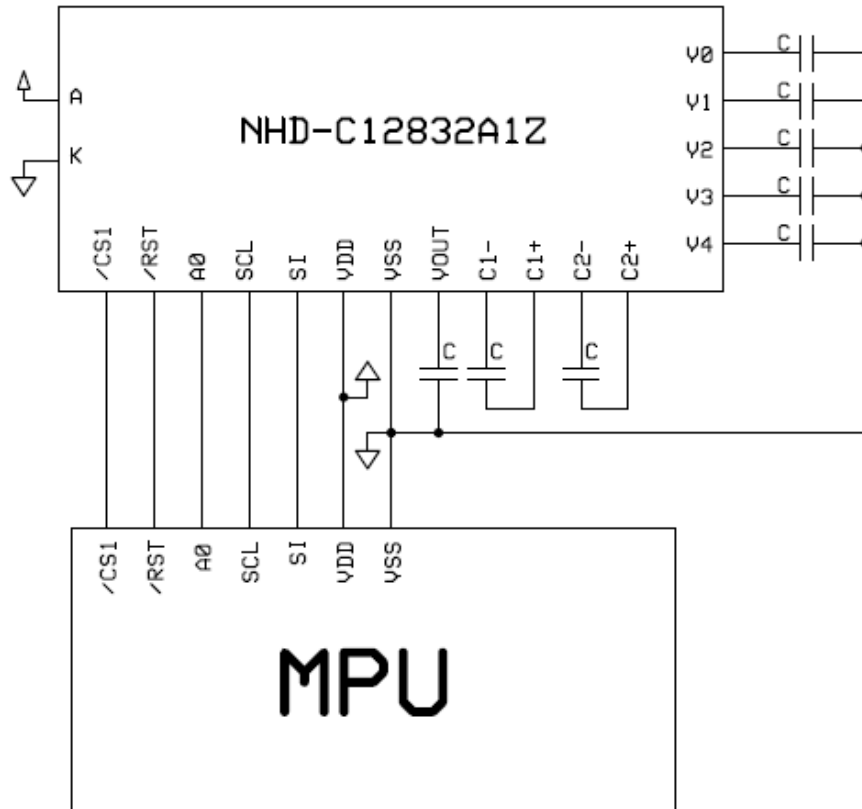 V0 C
A V1 C
NHD-C12832A1Z
K V2 C
V3 C
V4 C
/CS1 /RST A0 SCL SI VDD VSS VOUT C1- C1+ C2- C2+
C C C
/CS1 /RST A0 SCL SI VDD VSS
MPU